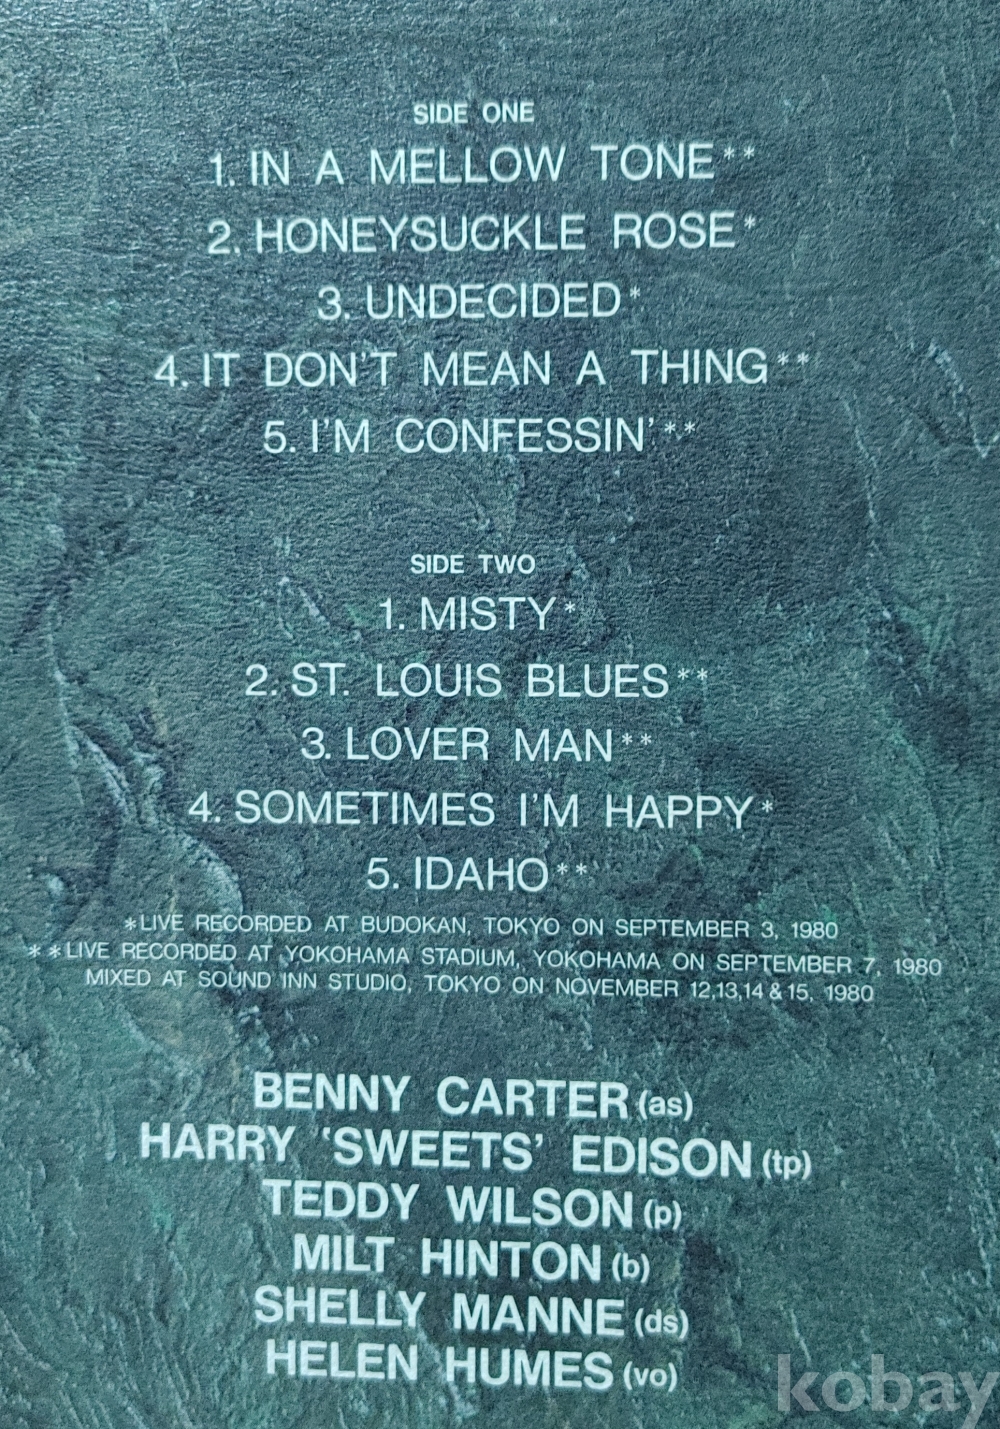 SIDE ONE
1. IN A MELLOW TONE**
2. HONEYSUCKLE ROSE*
3. UNDECIDED*
4. IT DON'T MEAN A THING**
5. I'M CONFESSIN'**
SIDE TWO
1. MISTY*
2. ST. LOUIS BLUES**
3. LOVER MAN**
4. SOMETIMES I'M HAPPY*
5. IDAHO**
*LIVE RECORDED AT BUDOKAN, TOKYO ON SEPTEMBER 3, 1980
**LIVE RECORDED AT YOKOHAMA STADIUM, YOKOHAMA ON SEPTEMBER 7, 1980
MIXED AT SOUND INN STUDIO, TOKYO ON NOVEMBER 12,13,14 & 15, 1980
BENNY CARTER (as)
HARRY 'SWEETS' EDISON (tp)
TEDDY WILSON (p)
MILT HINTON (b)
SHELLY MANNE (ds)
HELEN HUMES (vo)
kobay